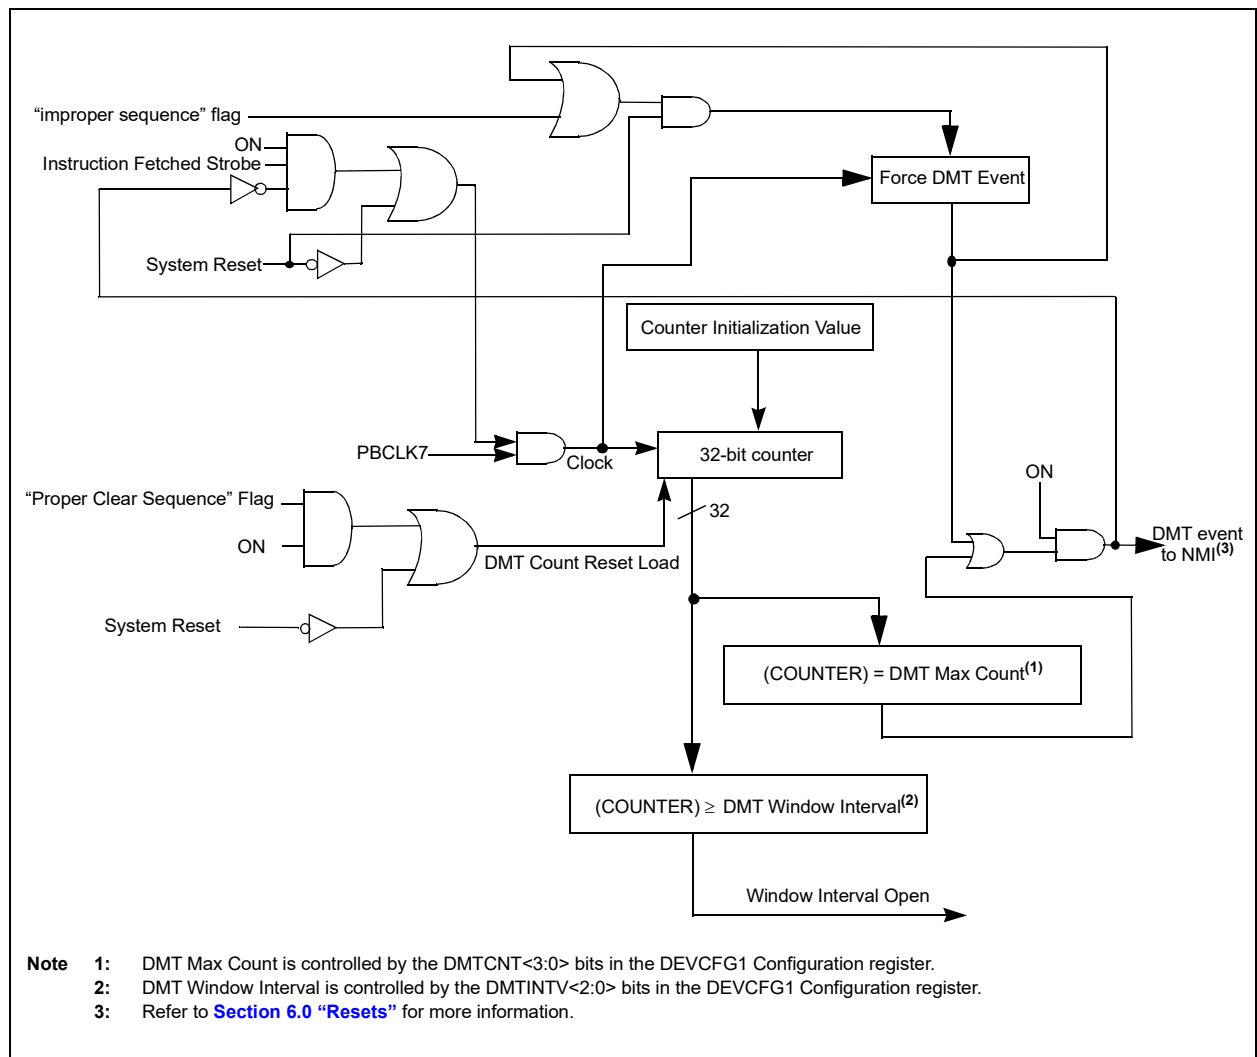 “improper sequence” flag
ON
Instruction Fetched Strobe
Force DMT Event
System Reset
Counter Initialization Value
PBCLK7
Clock
32-bit counter
“Proper Clear Sequence” Flag
32
ON
ON
DMT Count Reset Load
DMT event
to NMI(3)
System Reset
(COUNTER) = DMT Max Count(1)
(COUNTER) ≥ DMT Window Interval(2)
Window Interval Open
Note 1: DMT Max Count is controlled by the DMTCNT<3:0> bits in the DEVCFG1 Configuration register.
2: DMT Window Interval is controlled by the DMTINTV<2:0> bits in the DEVCFG1 Configuration register.
3: Refer to Section 6.0 “Resets” for more information.